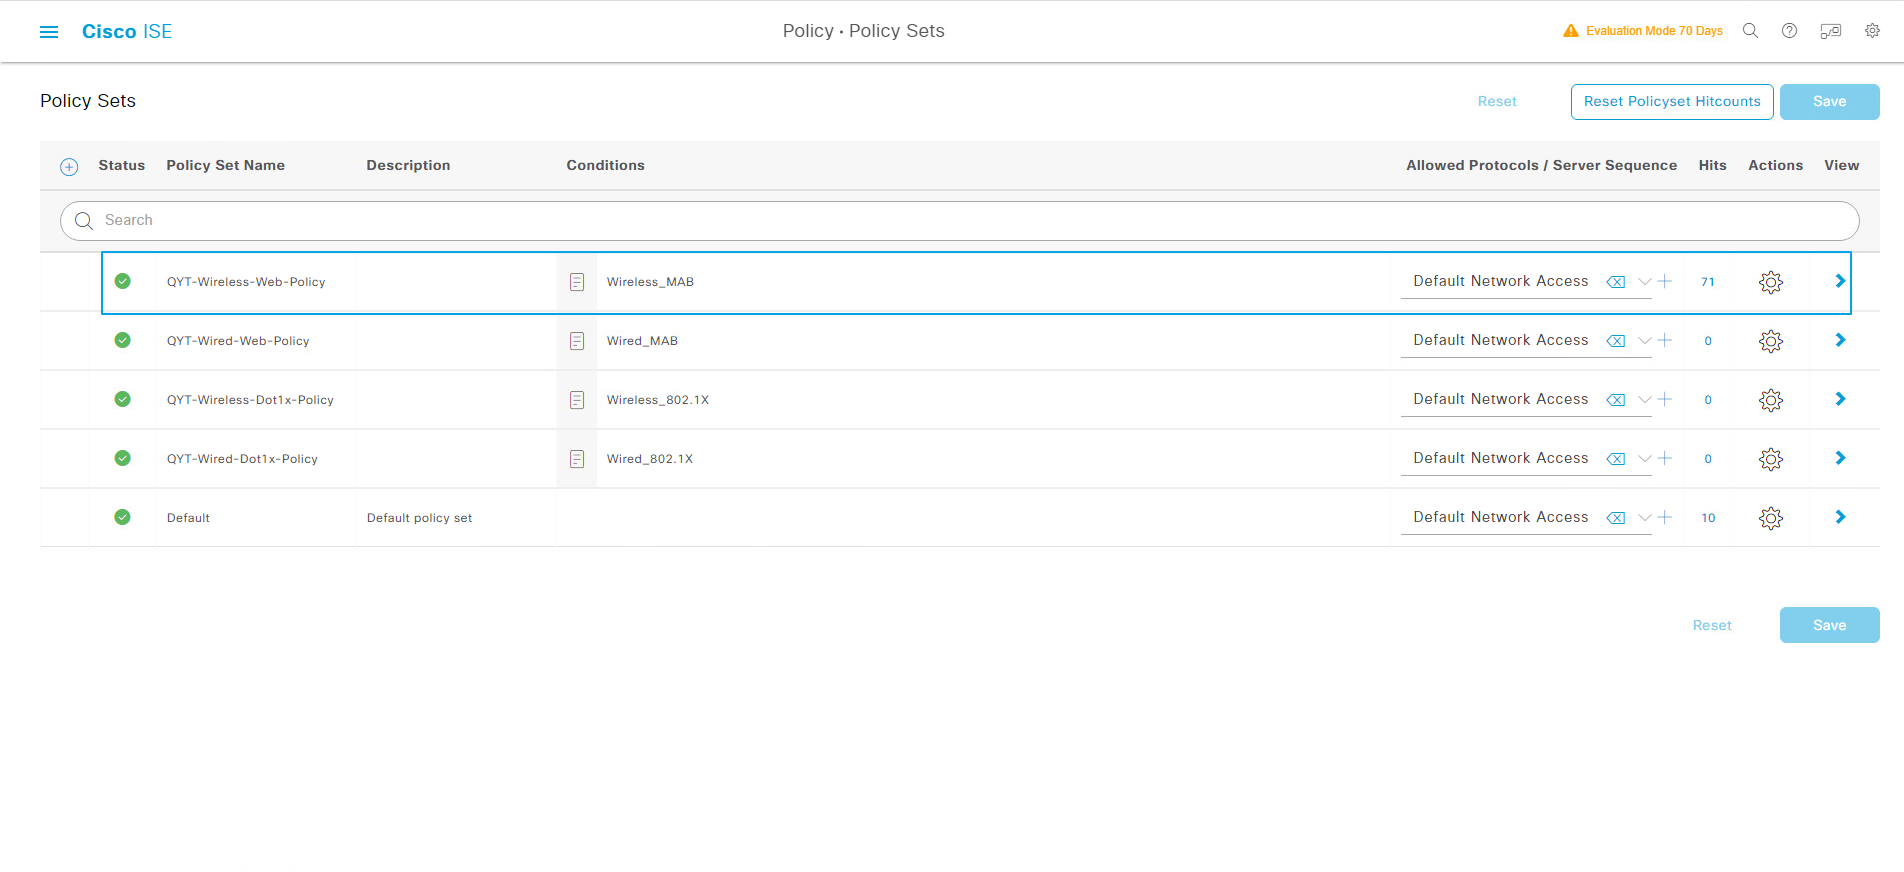 Cisco ISE
Policy · Policy Sets
Evaluation Mode 70 Days
Policy Sets
Reset
Reset Policyset Hitcounts
Save
Status Policy Set Name Description Conditions Allowed Protocols / Server Sequence Hits Actions View
Search
QYT-Wireless-Web-Policy Wireless_MAB Default Network Access 71
QYT-Wired-Web-Policy Wired_MAB Default Network Access 0
QYT-Wireless-Dot1x-Policy Wireless_802.1X Default Network Access 0
QYT-Wired-Dot1x-Policy Wired_802.1X Default Network Access 0
Default Default policy set Default Network Access 10
Reset
Save